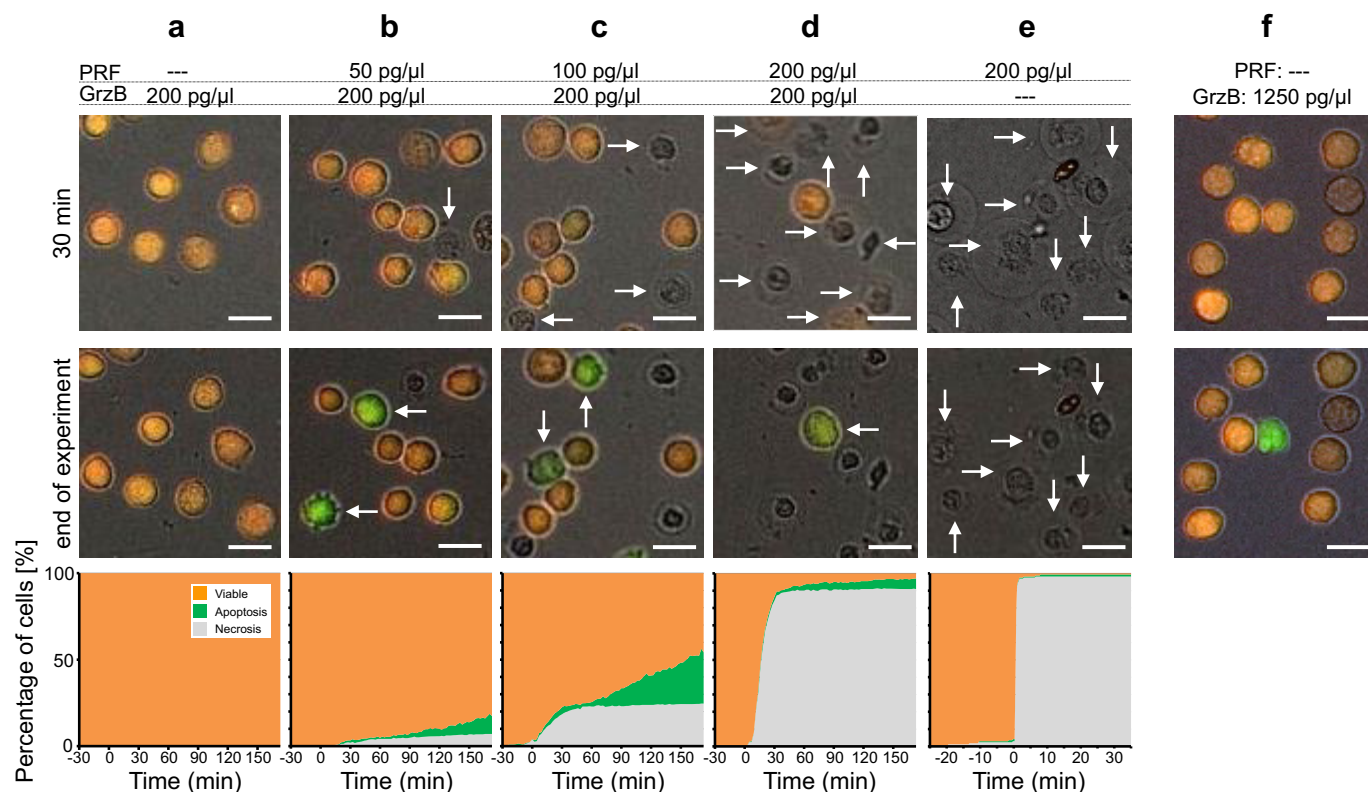 a b c d e f
PRF --- 50 pg/µl 100 pg/µl 200 pg/µl 200 pg/µl PRF: ---
GrzB 200 pg/µl 200 pg/µl 200 pg/µl 200 pg/µl --- GrzB: 1250 pg/µl
30 min
end of experiment
Percentage of cells [%]
100
50
0
Viable
Apoptosis
Necrosis
-30 0 30 60 90 120 150 -30 0 30 60 90 120 150 -30 0 30 60 90 120 150 -30 0 30 60 90 120 150 -20 -10 0 10 20 30
Time (min) Time (min) Time (min) Time (min) Time (min)